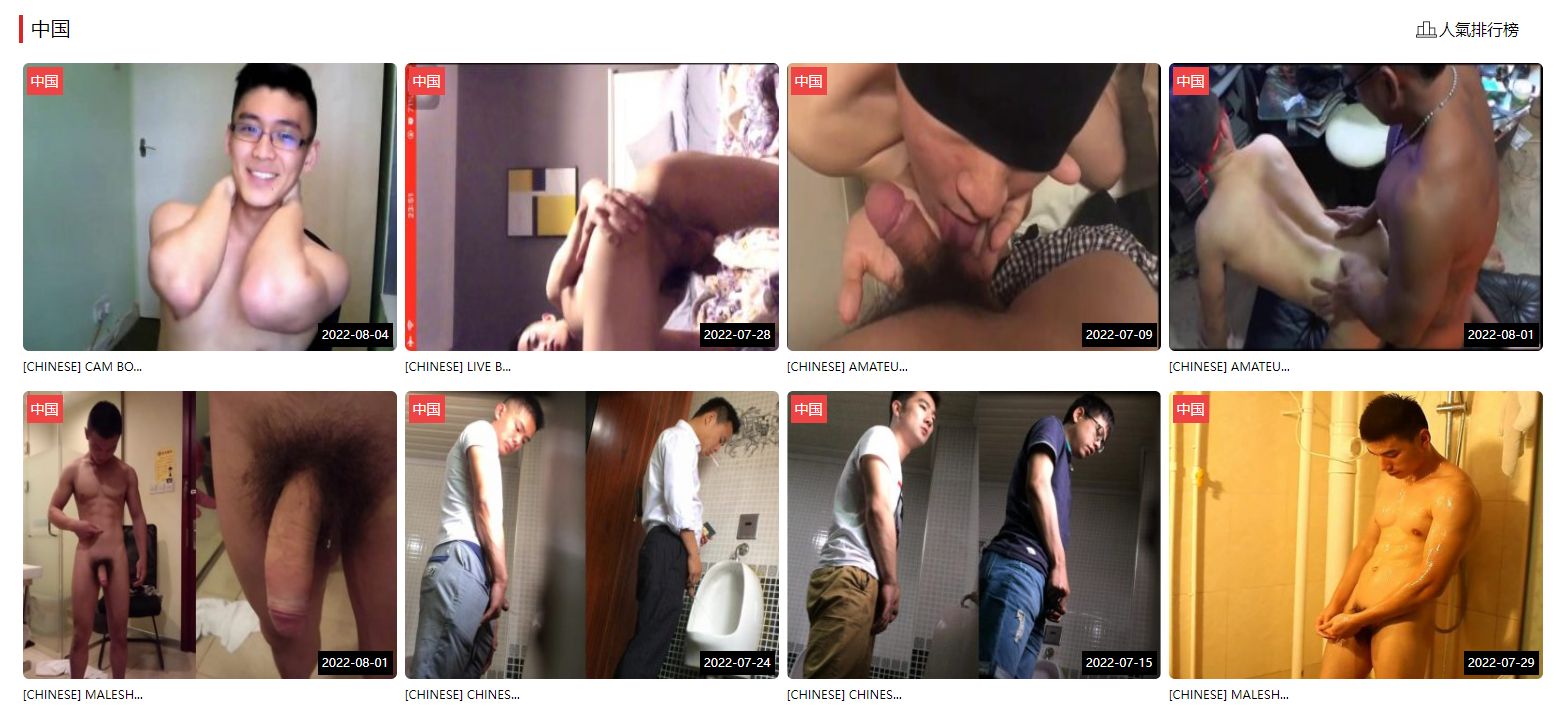 中国
人氣排行榜
中国
中国
中国
中国
2022-08-04
2022-07-28
2022-07-09
2022-08-01
[CHINESE] CAM BO...
[CHINESE] LIVE B...
[CHINESE] AMATEU...
[CHINESE] AMATEU...
中国
中国
中国
中国
2022-08-01
2022-07-24
2022-07-15
2022-07-29
[CHINESE] MALESH...
[CHINESE] CHINES...
[CHINESE] CHINES...
[CHINESE] MALESH...